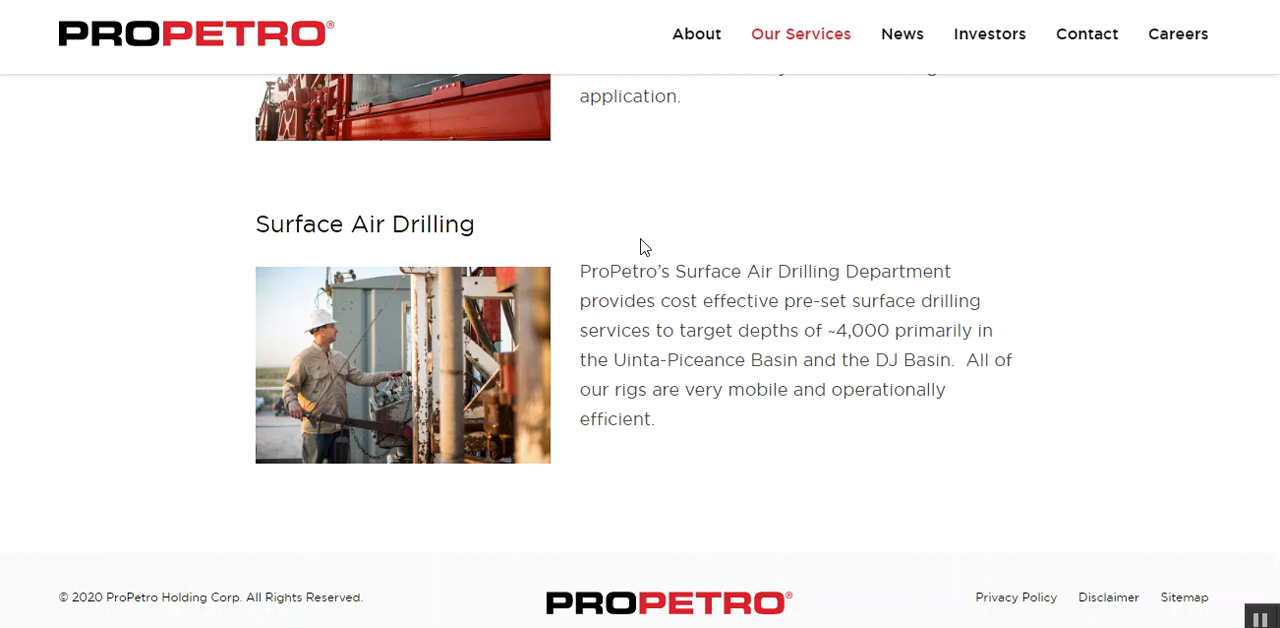 PROPETRO®
About Our Services News Investors Contact Careers
application.
Surface Air Drilling
ProPetro’s Surface Air Drilling Department
provides cost effective pre-set surface drilling
services to target depths of ~4,000 primarily in
the Uinta-Piceance Basin and the DJ Basin.  All of
our rigs are very mobile and operationally
efficient.
© 2020 ProPetro Holding Corp. All Rights Reserved.
PROPETRO®
Privacy Policy Disclaimer Sitemap